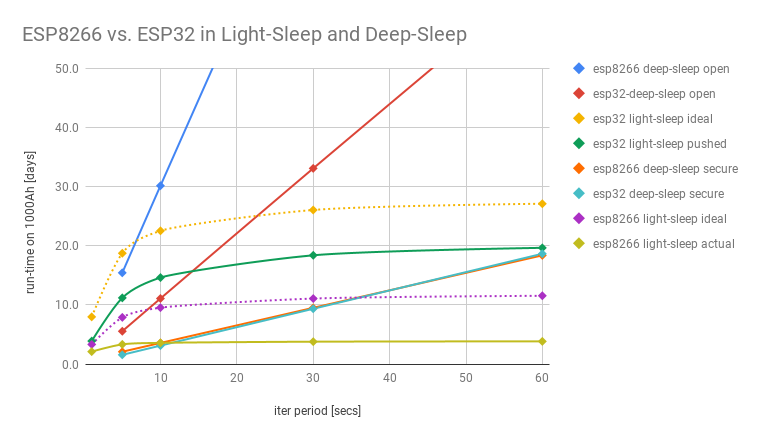 ESP8266 vs. ESP32 in Light-Sleep and Deep-Sleep
run-time on 1000Ah [days]
50.0
40.0
30.0
20.0
10.0
0.0
10
20
30
40
50
60
iter period [secs]
esp8266 deep-sleep open
esp32-deep-sleep open
esp32 light-sleep ideal
esp32 light-sleep pushed
esp8266 deep-sleep secure
esp32 deep-sleep secure
esp8266 light-sleep ideal
esp8266 light-sleep actual